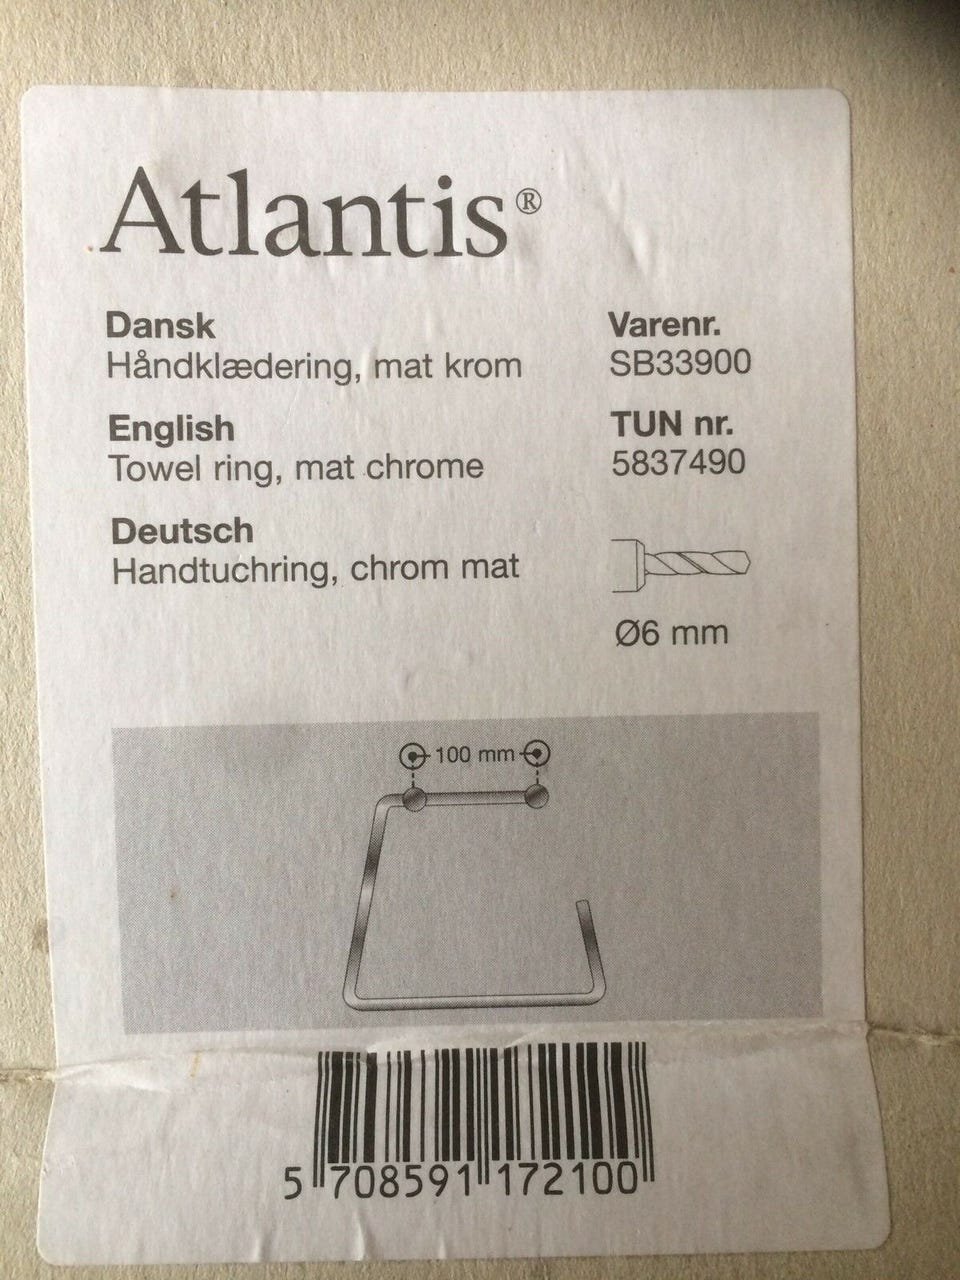 Atlantis®
Dansk
Håndklædering, mat krom
English
Towel ring, mat chrome
Deutsch
Handtuchring, chrom mat
Varenr.
SB33900
TUN nr.
5837490
Ø6 mm
100 mm
5 708591 172100